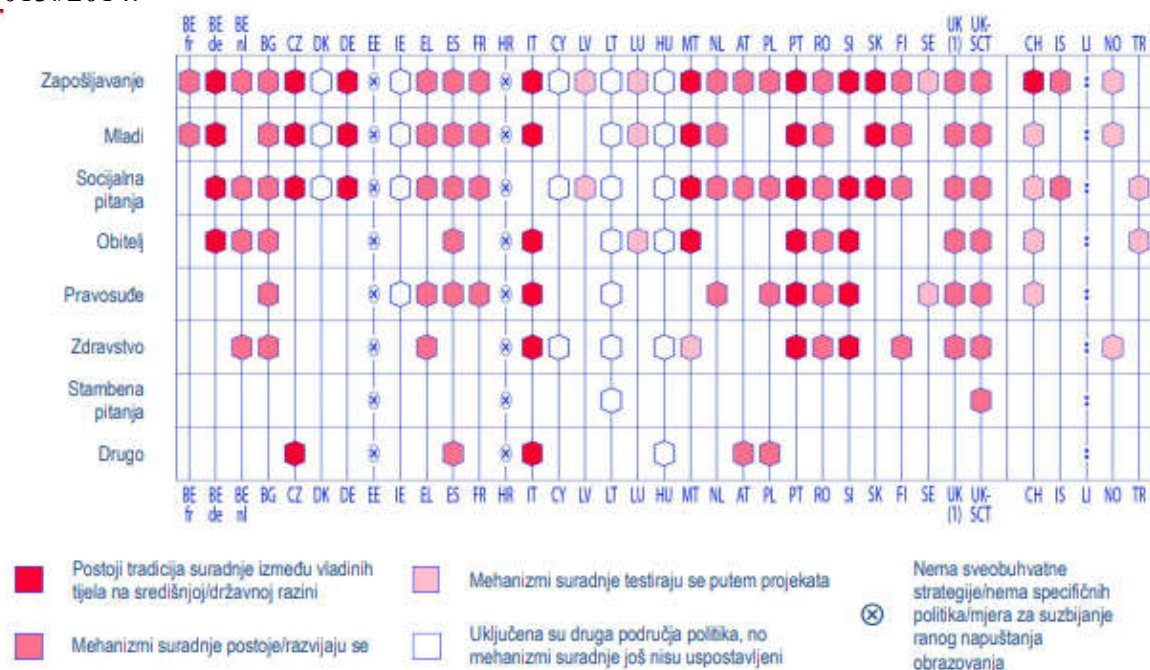 BE BE BE UK UK-
fr de nl BG CZ DK DE EE IE EL ES FR HR IT CY LV LT LU HU MT NL AT PL PT RO SI SK FI SE (1) SCT CH IS LI NO TR
Zapošljavanje
Mladi
Socijalna
pitanja
Obitelj
Pravosuđe
Zdravstvo
Stambena
pitanja
Drugo
BE BE BE BG CZ DK DE EE IE EL ES FR HR IT CY LV LT LU HU MT NL AT PL PT RO SI SK FI SE UK UK- CH IS LI NO TR
fr de nl (1) SCT
Postoji tradicija suradnje između vladinih
tijela na središnjoj/državnoj razini
Mehanizmi suradnje postoje/razvijaju se
Mehanizmi suradnje testiraju se putem projekata
Uključena su druga područja politika, no
mehanizmi suradnje još nisu uspostavljeni
Nema sveobuhvatne
strategije/nema specifičnih
politika/mjera za suzbijanje
ranog napuštanja
obrazovanja